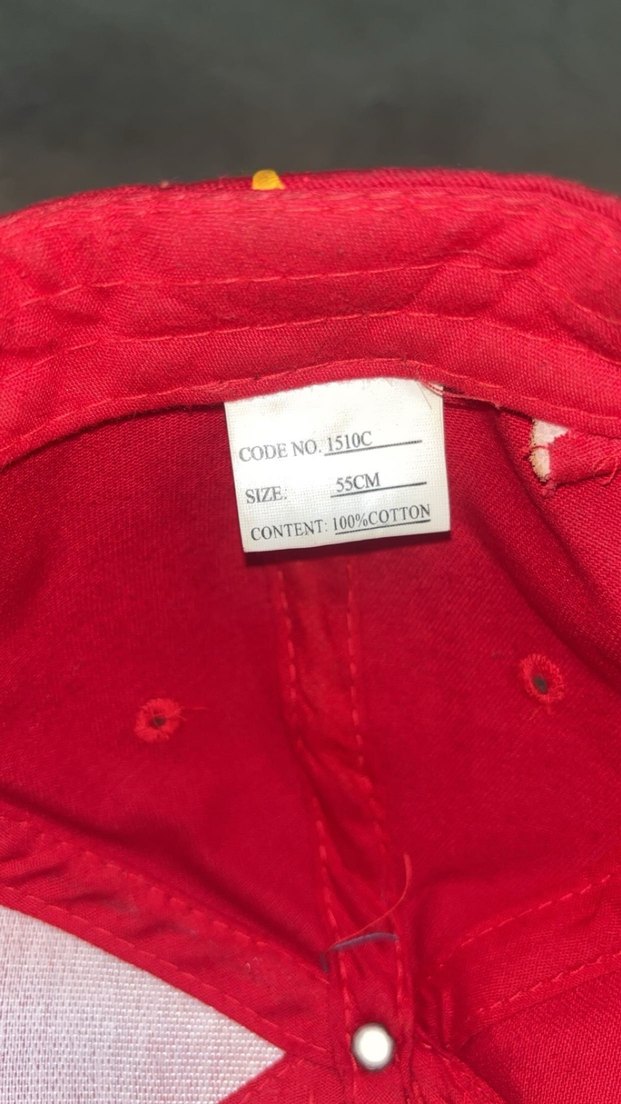 CODE NO. 1510C
SIZE: 55CM
CONTENT: 100%COTTON